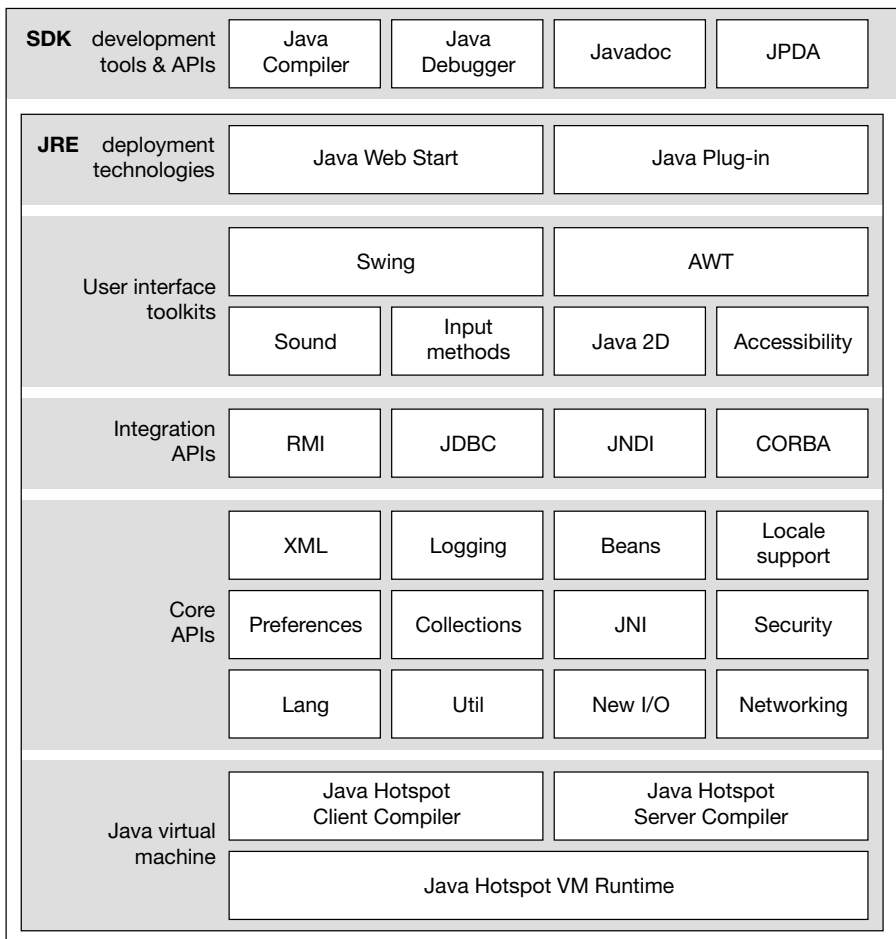 SDK development
tools & APIs
Java
Compiler
Java
Debugger
Javadoc
JPDA
JRE deployment
technologies
Java Web Start
Java Plug-in
User interface
toolkits
Swing
AWT
Sound
Input
methods
Java 2D
Accessibility
Integration
APIs
RMI
JDBC
JNDI
CORBA
Core
APIs
XML
Logging
Beans
Locale
support
Preferences
Collections
JNI
Security
Lang
Util
New I/O
Networking
Java virtual
machine
Java Hotspot
Client Compiler
Java Hotspot
Server Compiler
Java Hotspot VM Runtime